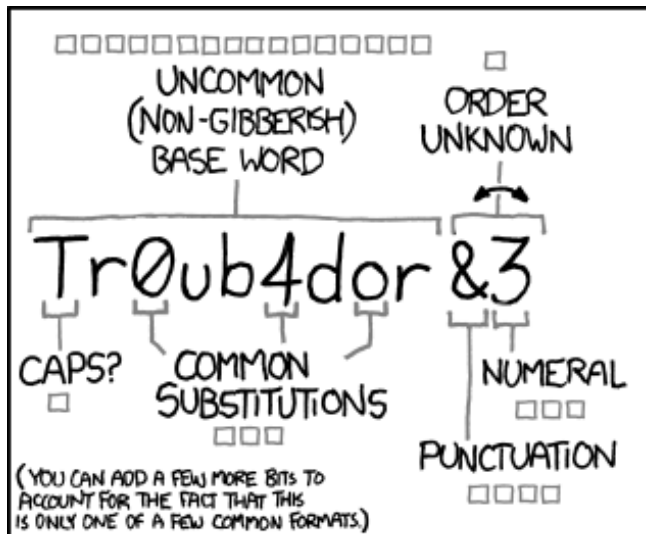 UNCOMMON
(NON-GIBBERISH)
BASE WORD
ORDER
UNKNOWN
Tr0ub4dor &3
CAPS?
COMMON
SUBSTITUTIONS
NUMERAL
PUNCTUATION
(YOU CAN ADD A FEW MORE BITS TO
ACCOUNT FOR THE FACT THAT THIS
IS ONLY ONE OF A FEW COMMON FORMATS.)